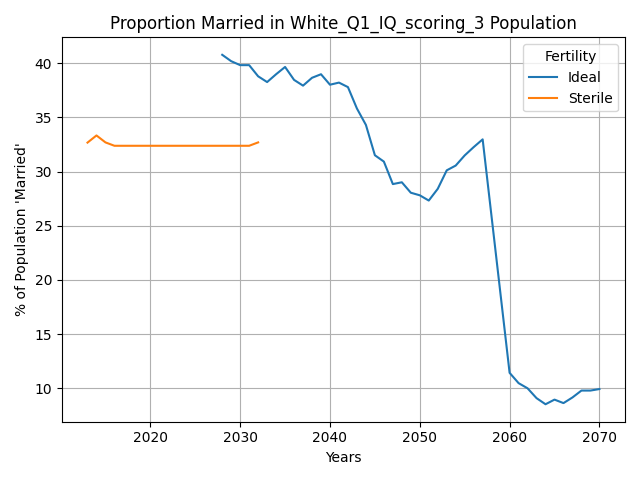 Proportion Married in White_Q1_IQ_scoring_3 Population
Fertility
Ideal
Sterile
% of Population 'Married'
40
35
30
25
20
15
10
2020
2030
2040
2050
2060
2070
Years